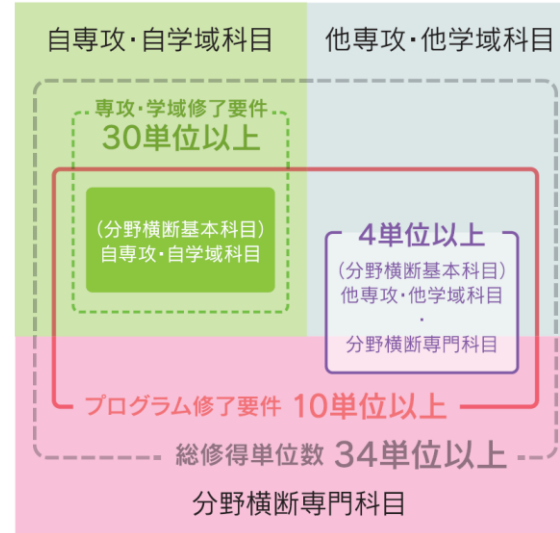 自専攻・自学域科目
他専攻・他学域科目
専攻・学域修了要件
30単位以上
(分野横断基本科目)
自専攻・自学域科目
4単位以上
(分野横断基本科目)
他専攻・他学域科目
・
分野横断専門科目
プログラム修了要件 10単位以上
総修得単位数 34単位以上
分野横断専門科目